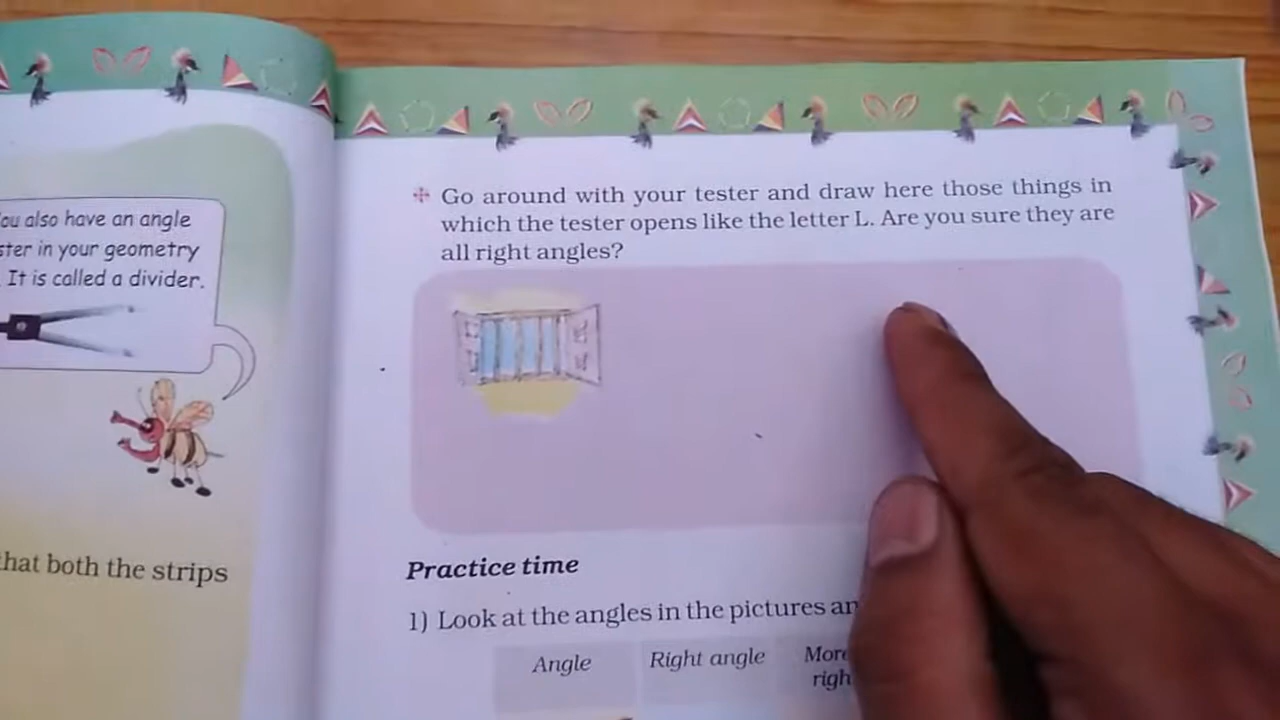 ou also have an angle
ster in your geometry
It is called a divider.
that both the strips
Go around with your tester and draw here those things in
which the tester opens like the letter L. Are you sure they are
all right angles?
Practice time
1) Look at the angles in the pictures an
Angle
Right angle
More
righ